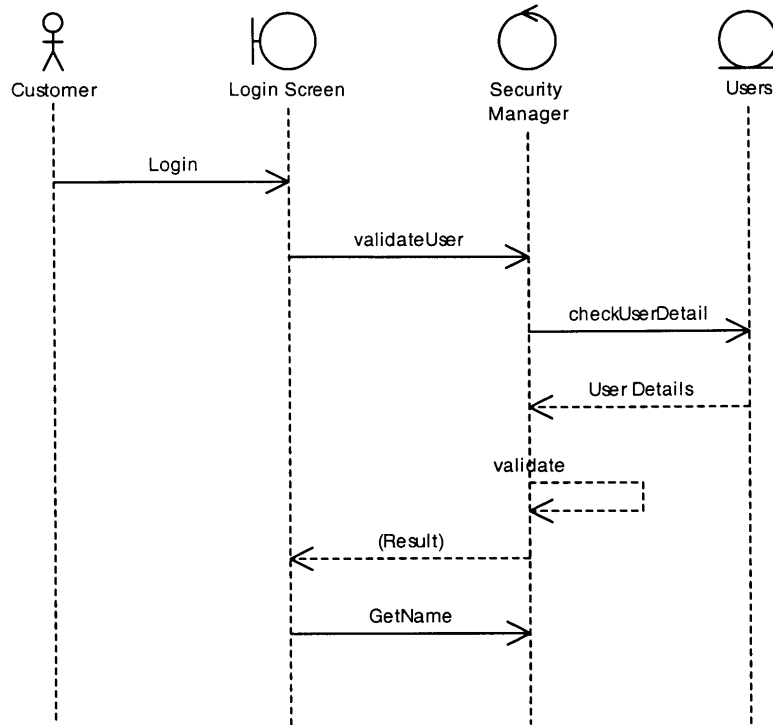 Customer
Login Screen
Security
Manager
Users
Login
validateUser
checkUserDetail
User Details
validate
(Result)
GetName